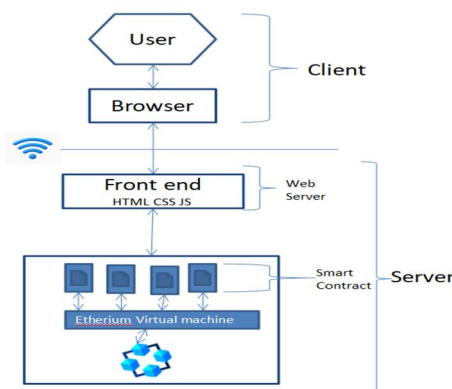 User
Client
Browser
Front end
HTML CSS JS
Web
Server
Smart
Contract
Server
Etherium Virtual machine